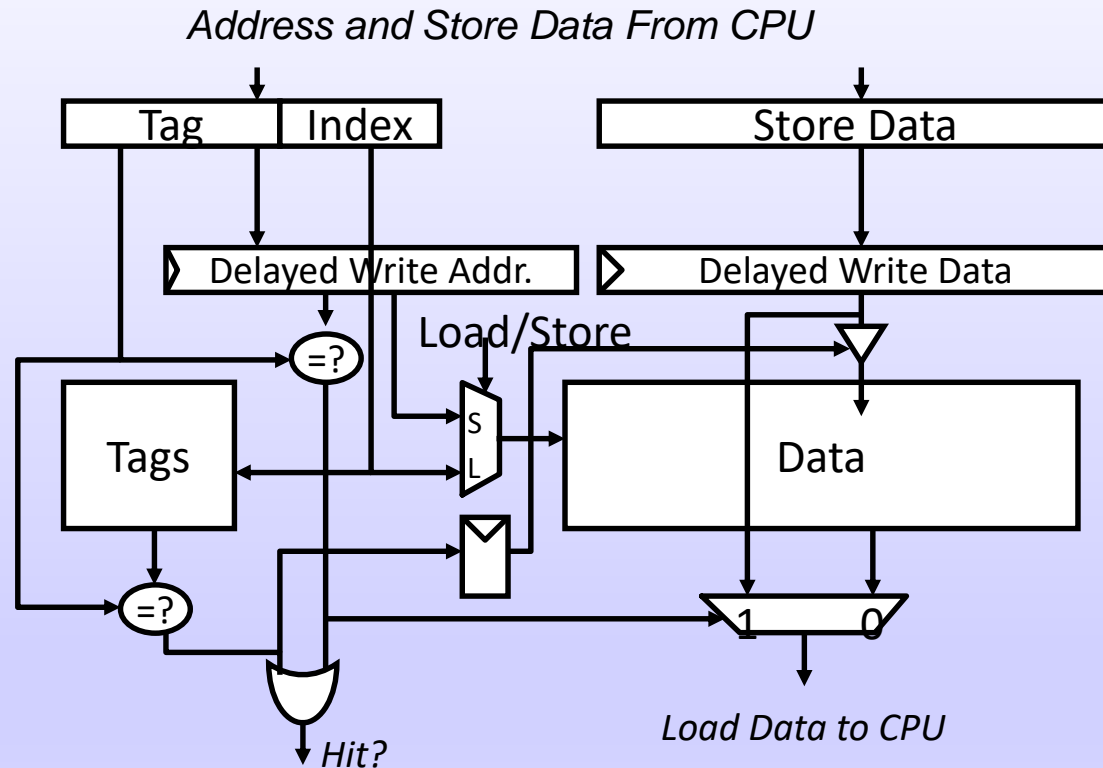 Address and Store Data From CPU
Tag Index Store Data
Delayed Write Addr. Delayed Write Data
Load/Store
=?
S
Tags Data
L
=?
1 0
Load Data to CPU
Hit?